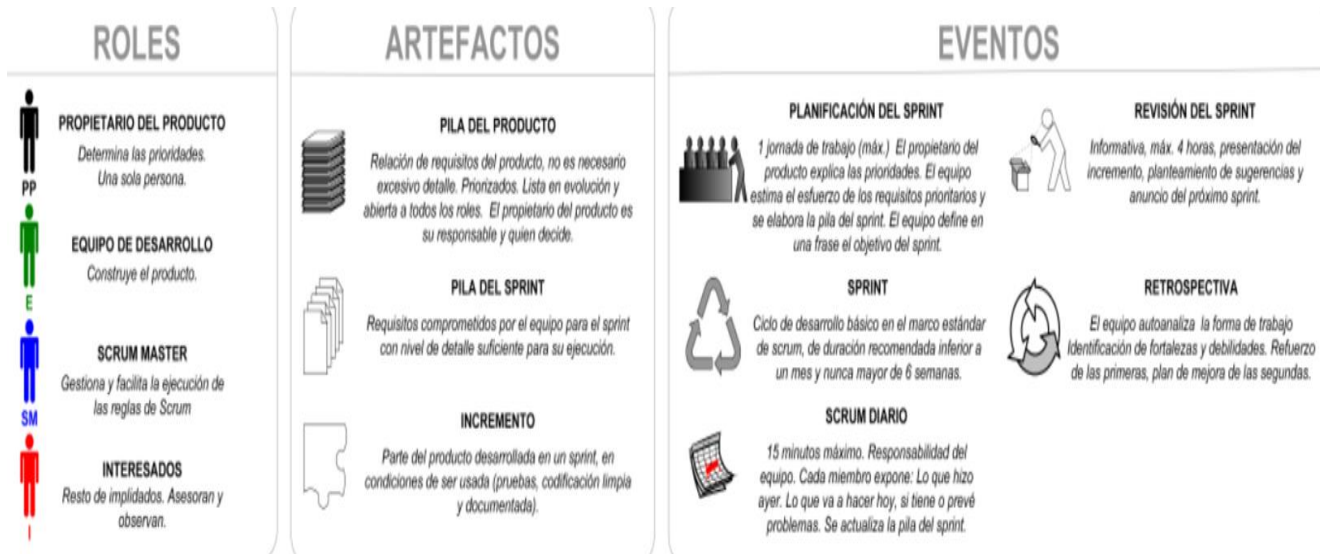 ROLES
PROPIETARIO DEL PRODUCTO
Determina las prioridades.
Una sola persona.
PP
EQUIPO DE DESARROLLO
Construye el producto.
E
SCRUM MASTER
Gestiona y facilita la ejecución de
las reglas de Scrum
SM
INTERESADOS
Resto de implidados. Asesoran y
observan.
I
ARTEFACTOS
PILA DEL PRODUCTO
Relación de requisitos del producto, no es necesario
excesivo detalle. Priorizados. Lista en evolución y
abierta a todos los roles. El propietario del producto es
su responsable y quien decide.
PILA DEL SPRINT
Requisitos comprometidos por el equipo para el sprint
con nivel de detalle suficiente para su ejecución.
INCREMENTO
Parte del producto desarrollada en un sprint, en
condiciones de ser usada (pruebas, codificación limpia
y documentada).
EVENTOS
PLANIFICACIÓN DEL SPRINT
1 jornada de trabajo (máx.) El propietario del
producto explica las prioridades. El equipo
estima el esfuerzo de los requisitos prioritarios y
se elabora la pila del sprint. El equipo define en
una frase el objetivo del sprint.
SPRINT
Ciclo de desarrollo básico en el marco estándar
de scrum, de duración recomendada inferior a
un mes y nunca mayor de 6 semanas.
SCRUM DIARIO
15 minutos máximo. Responsabilidad del
equipo. Cada miembro expone: Lo que hizo
ayer. Lo que va a hacer hoy, si tiene o prevé
problemas. Se actualiza la pila del sprint.
REVISIÓN DEL SPRINT
Informativa, máx. 4 horas, presentación del
incremento, planteamiento de sugerencias y
anuncio del próximo sprint.
RETROSPECTIVA
El equipo autoanaliza la forma de trabajo
Identificación de fortalezas y debilidades. Refuerzo
de las primeras, plan de mejora de las segundas.